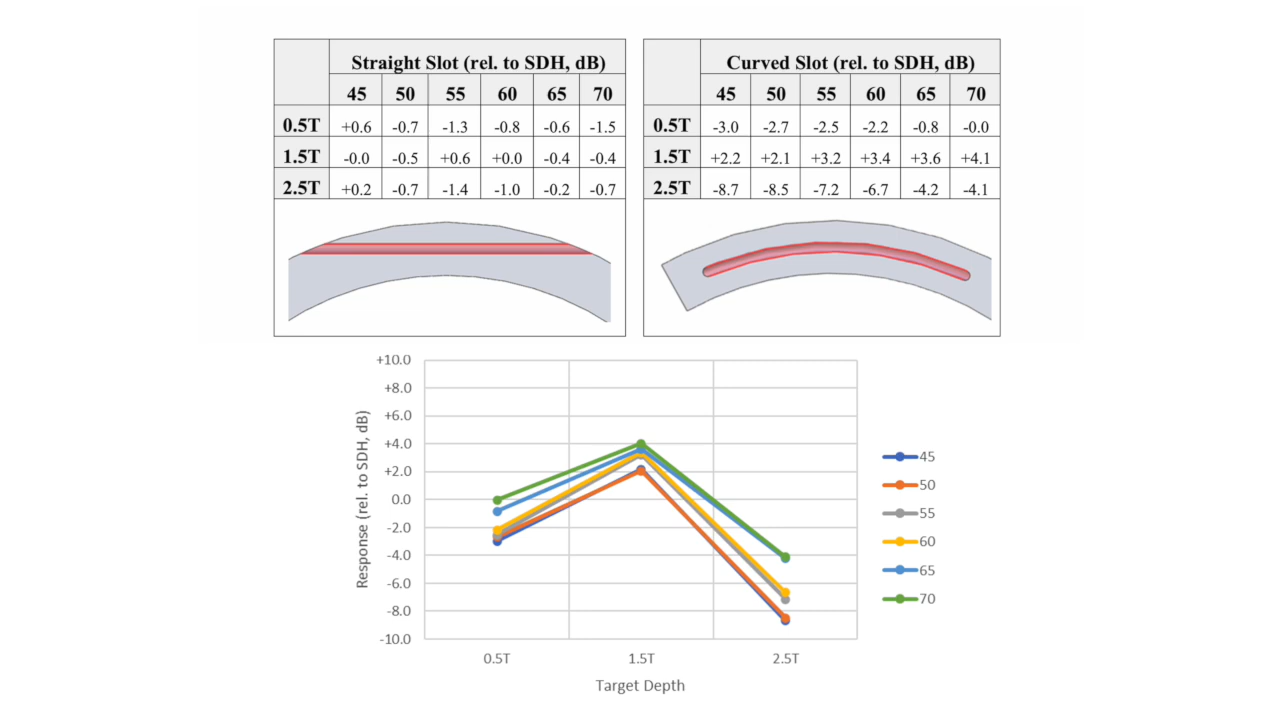 Straight Slot (rel. to SDH, dB)
45 50 55 60 65 70
0.5T +0.6 -0.7 -1.3 -0.8 -0.6 -1.5
1.5T -0.0 -0.5 +0.6 +0.0 -0.4 -0.4
2.5T +0.2 -0.7 -1.4 -1.0 -0.2 -0.7
Curved Slot (rel. to SDH, dB)
45 50 55 60 65 70
0.5T -3.0 -2.7 -2.5 -2.2 -0.8 -0.0
1.5T +2.2 +2.1 +3.2 +3.4 +3.6 +4.1
2.5T -8.7 -8.5 -7.2 -6.7 -4.2 -4.1
Response (rel. to SDH, dB)
+10.0
+8.0
+6.0
+4.0
+2.0
0.0
-2.0
-4.0
-6.0
-8.0
-10.0
0.5T 1.5T 2.5T
Target Depth
45
50
55
60
65
70